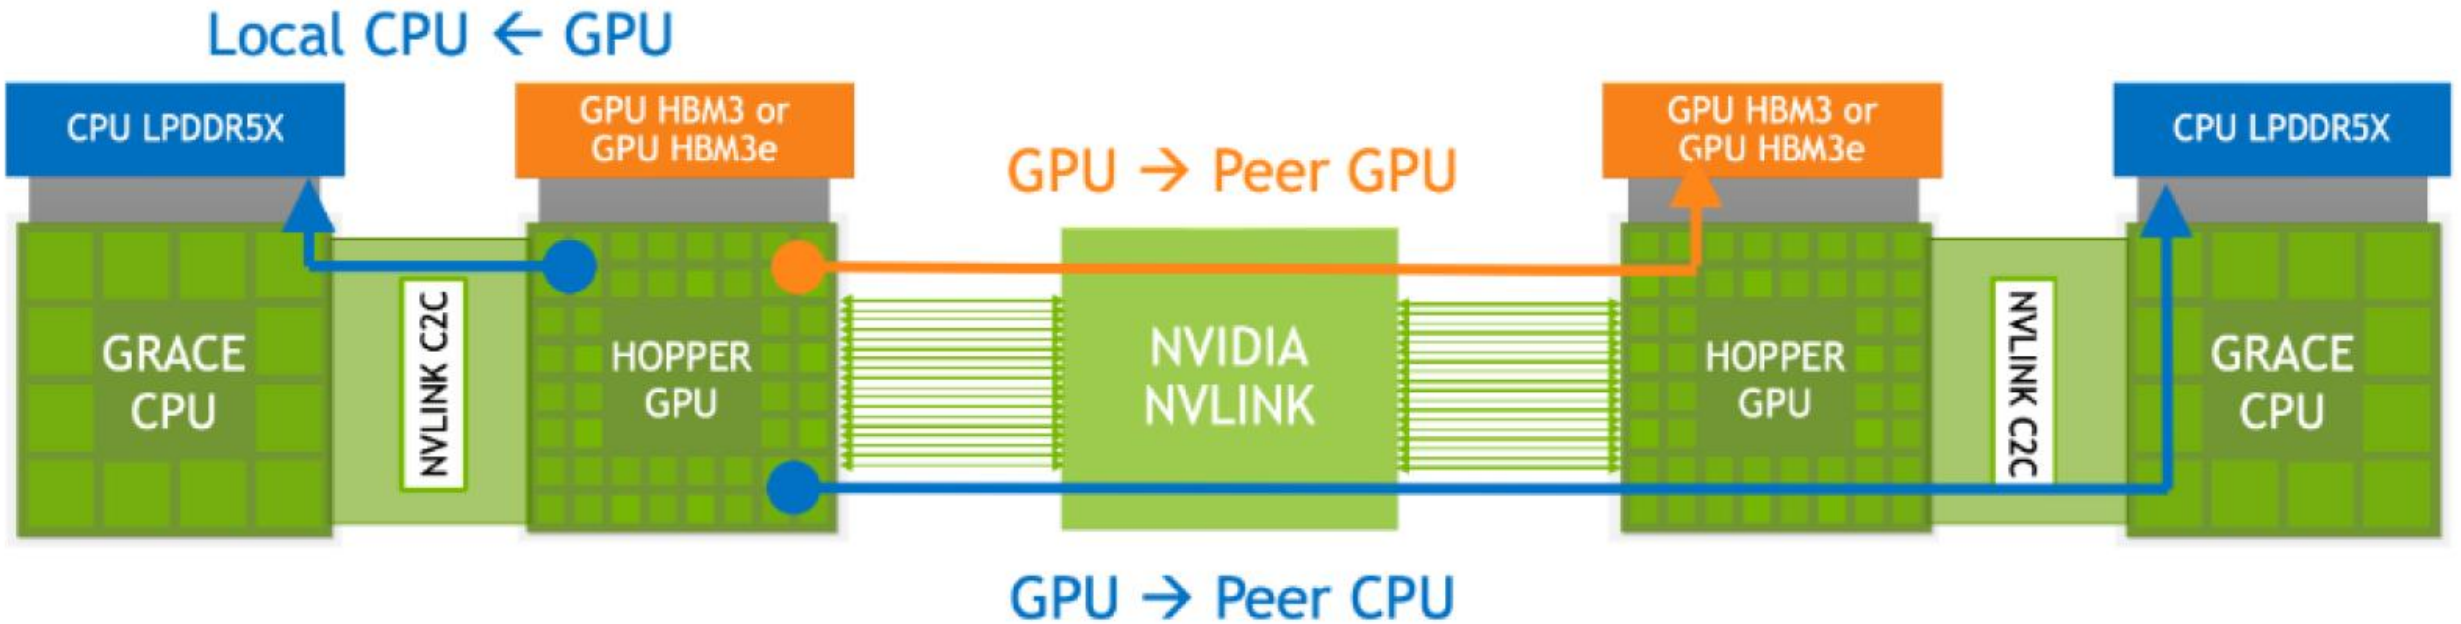 Local CPU ← GPU
CPU LPDDR5X
GPU HBM3 or
GPU HBM3e
GPU → Peer GPU
GPU HBM3 or
GPU HBM3e
CPU LPDDR5X
GRACE
CPU
NVLINK C2C
HOPPER
GPU
NVIDIA
NVLINK
HOPPER
GPU
NVLINK C2C
GRACE
CPU
GPU → Peer CPU